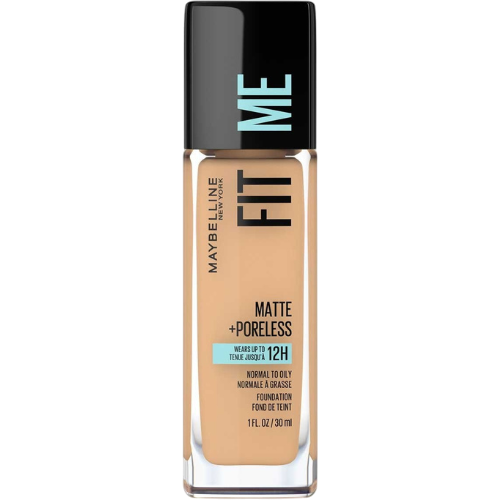 ME
FIT
MAYBELLINE
NEW YORK
MATTE
+PORELESS
WEARS UP TO
TENUE JUSQU'À
12H
NORMAL TO OILY
NORMALE À GRASSE
FOUNDATION
FOND DE TEINT
1 FL. OZ / 30 ml